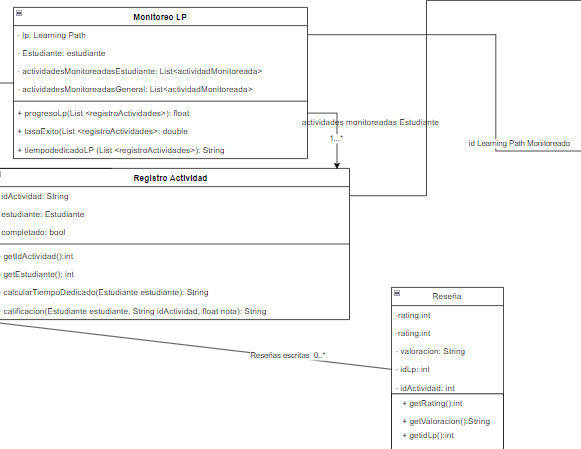 Monitoreo LP
- lp: Learning Path
- Estudiante: estudiante
- actividadesMonitoreadasEstudiante: List<actividadMonitoreada>
- actividadesMonitoreadasGeneral: List<actividadMonitoreada>
+ progresoLp(List <registroActividades>): float
+ tasaExito(List <registroActividades>: double
+ tiempodedicadoLP (List <registroActividades>): String
actividades monitoreadas Estudiante
1...*
id Learning Path Monitoreado
Registro Actividad
idActividad: String
estudiante: Estudiante
completado: bool
getIdActividad():int
getEstudiante(): int
calcularTiempoDedicado(Estudiante estudiante): String
calificacion(Estudiante estudiante, String idActividad, float nota): String
Reseñas escritas 0..*
Reseña
-rating:int
-rating:int
- valoracion: String
- idLp: int
- idActividad: int
+ getRating():int
+ getValoracion():String
+ getidLp():int